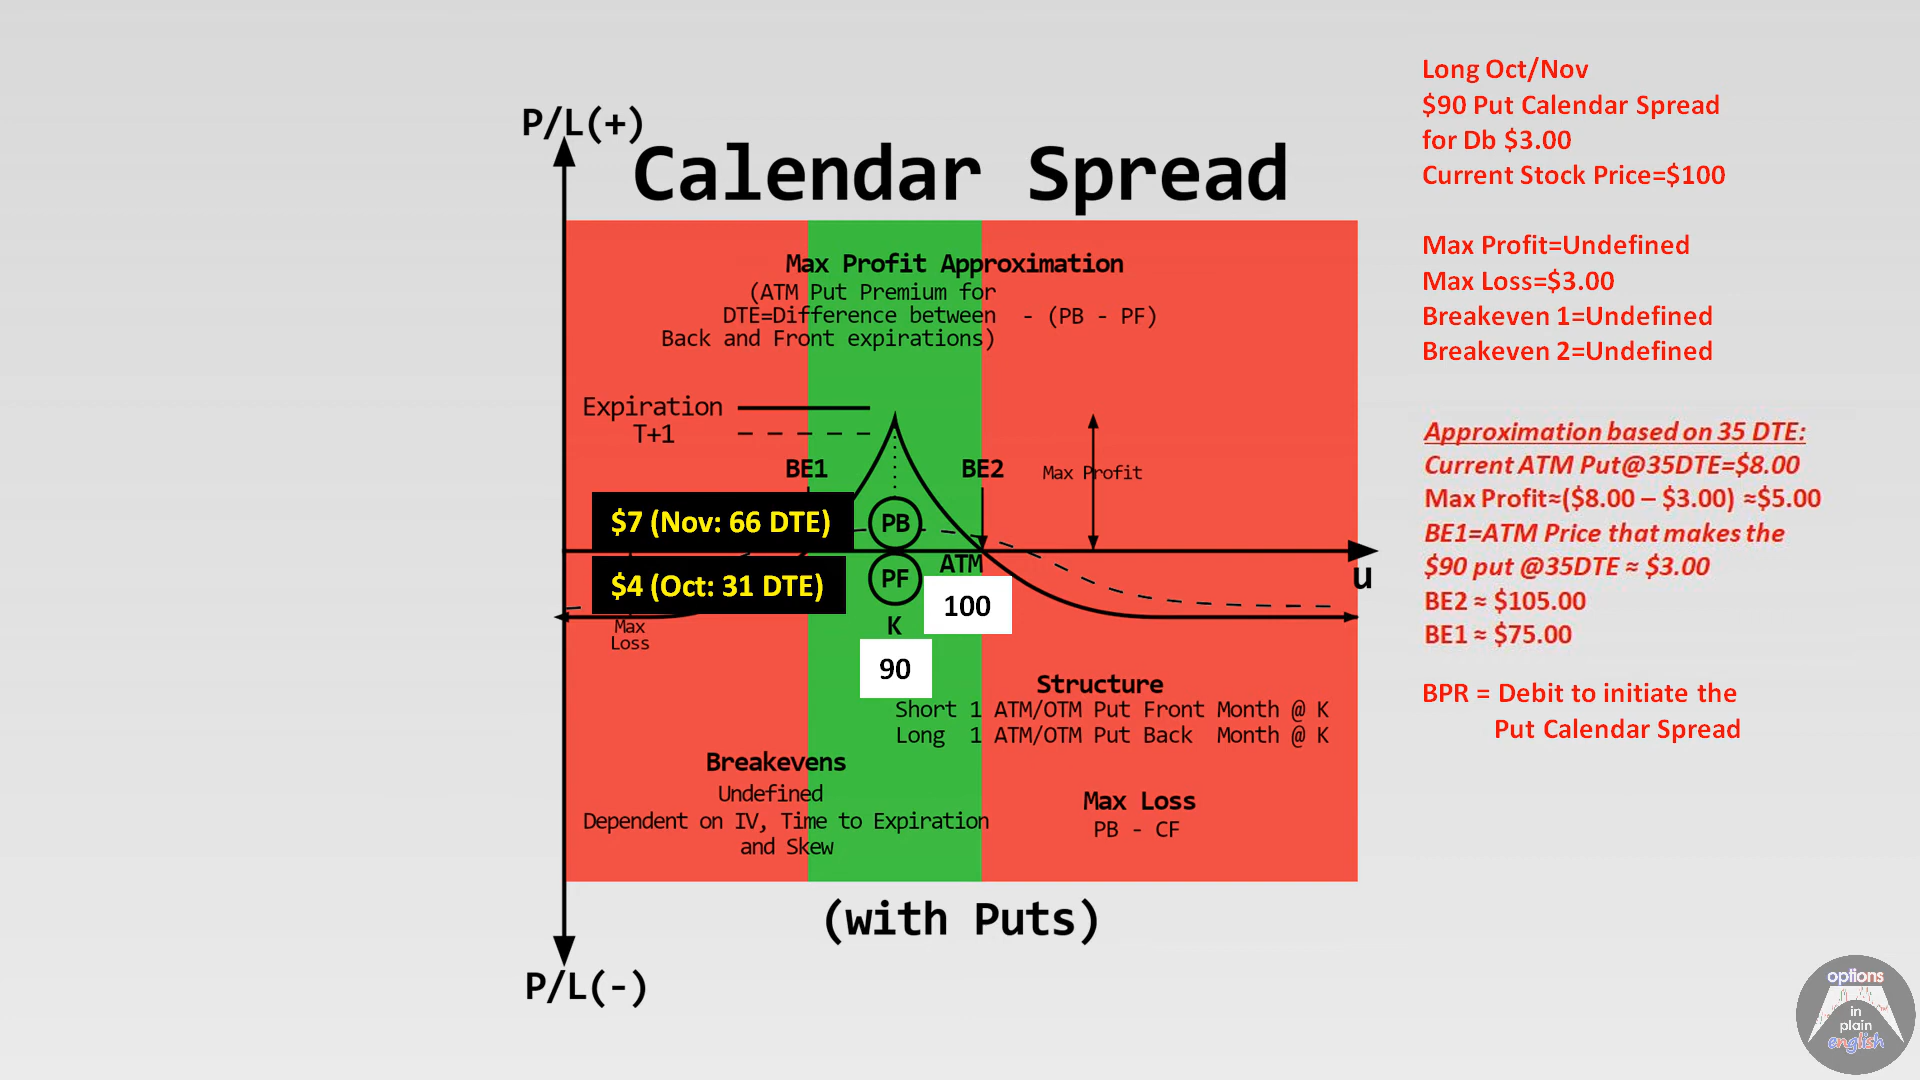 P/L(+)
Calendar Spread
Max Profit Approximation
(ATM Put Premium for
DTE=Difference between - (PB - PF)
Back and Front expirations)
Expiration
T+1
BE1
BE2
Max Profit
$7 (Nov: 66 DTE)
PB
$4 (Oct: 31 DTE)
PF
ATM
u
100
K
Max
Loss
90
Structure
Short 1 ATM/OTM Put Front Month @ K
Long 1 ATM/OTM Put Back Month @ K
Breakevens
Undefined
Dependent on IV, Time to Expiration
and Skew
Max Loss
PB - CF
(with Puts)
P/L(-)
Long Oct/Nov
$90 Put Calendar Spread
for Db $3.00
Current Stock Price=$100
Max Profit=Undefined
Max Loss=$3.00
Breakeven 1=Undefined
Breakeven 2=Undefined
Approximation based on 35 DTE:
Current ATM Put@35DTE=$8.00
Max Profit≈($8.00 – $3.00) ≈$5.00
BE1=ATM Price that makes the
$90 put @35DTE ≈ $3.00
BE2 ≈ $105.00
BE1 ≈ $75.00
BPR = Debit to initiate the
Put Calendar Spread
options
in
plain
english